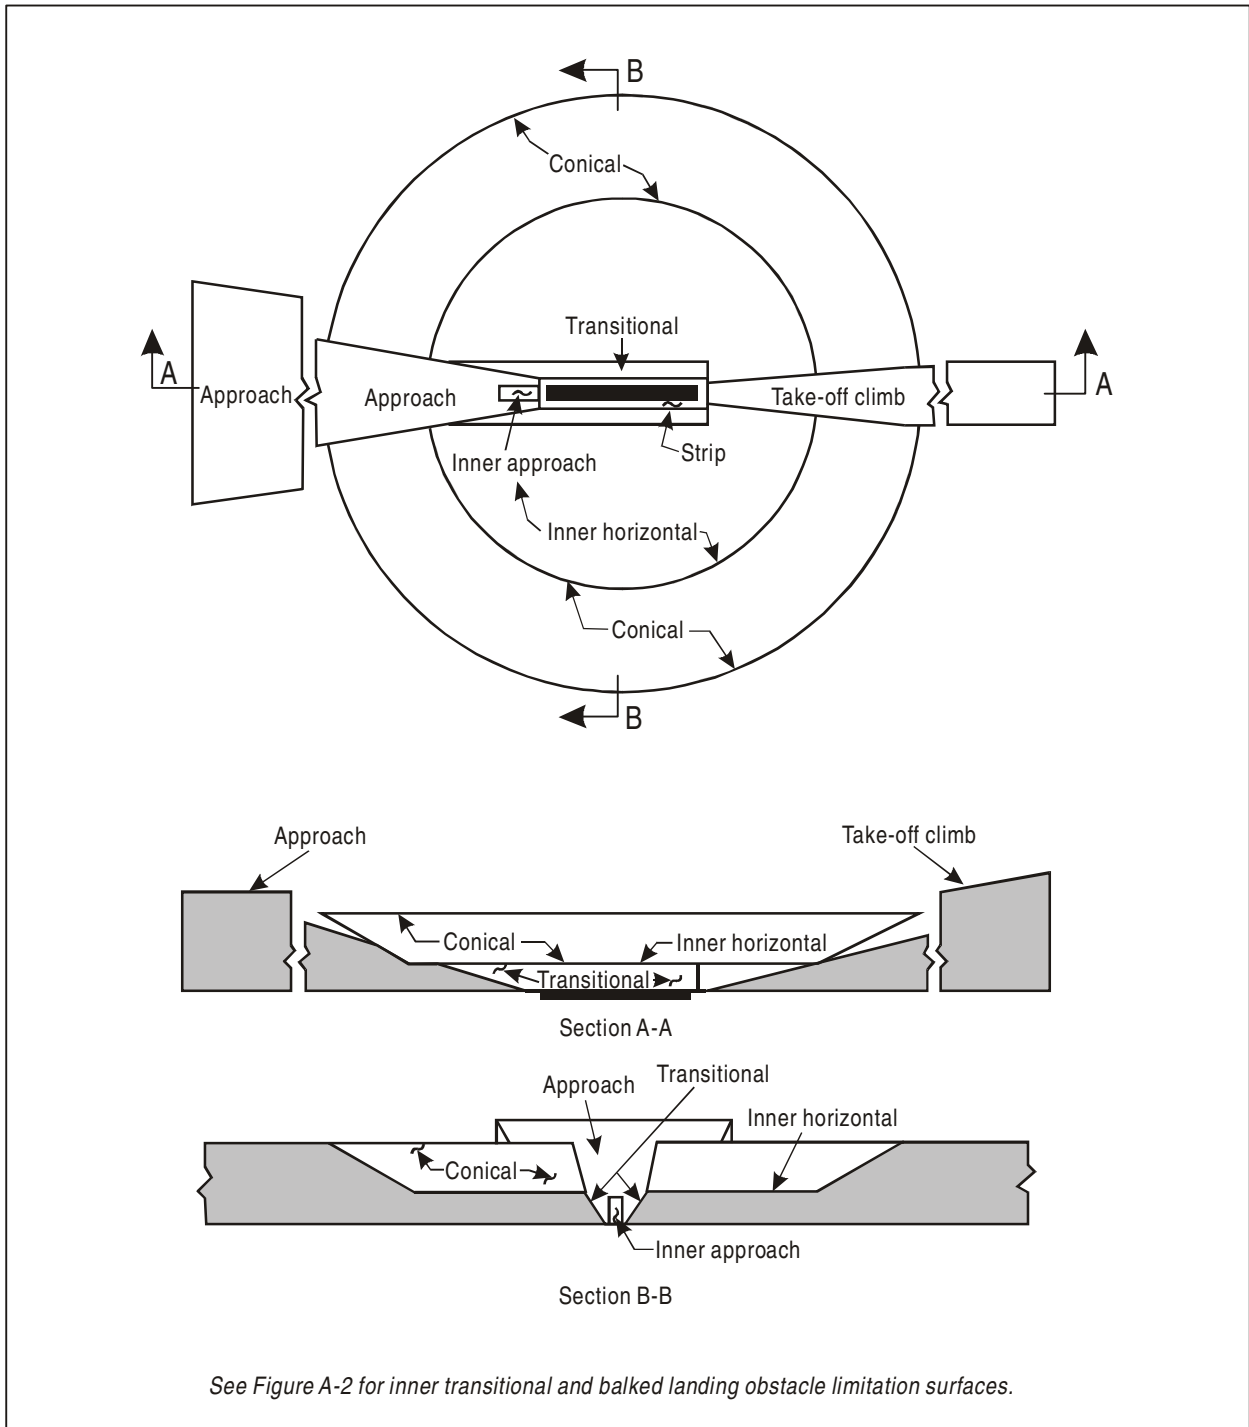 B
Conical
Transitional
A
Approach
Approach
Take-off climb
A
Strip
Inner approach
Inner horizontal
Conical
B
Approach
Take-off climb
Conical
Inner horizontal
Transitional
Section A-A
Transitional
Approach
Inner horizontal
Conical
Inner approach
Section B-B
See Figure A-2 for inner transitional and balked landing obstacle limitation surfaces.